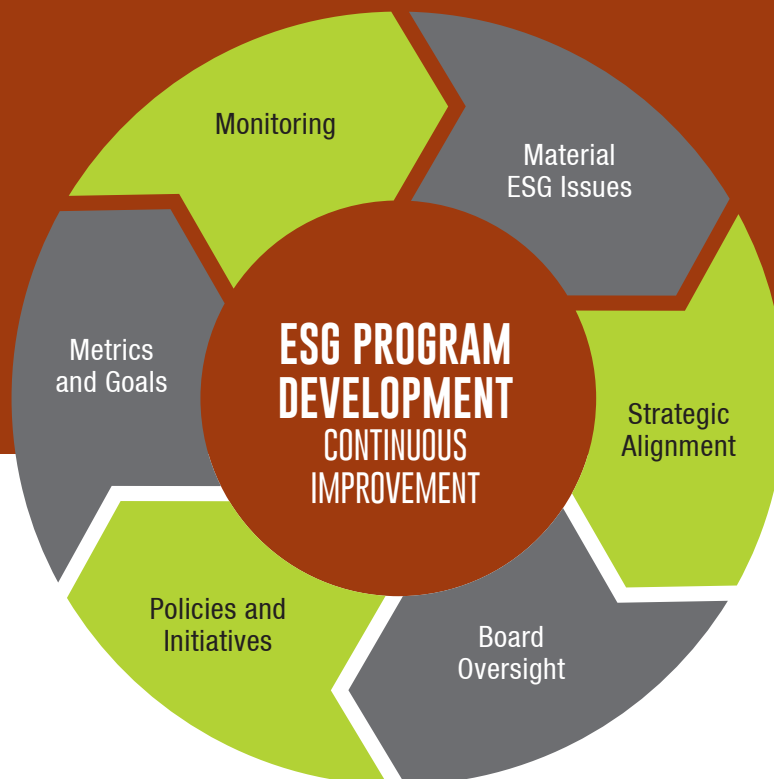 Monitoring
Material
ESG Issues
Metrics
and Goals
ESG PROGRAM
DEVELOPMENT
CONTINUOUS
IMPROVEMENT
Strategic
Alignment
Policies and
Initiatives
Board
Oversight